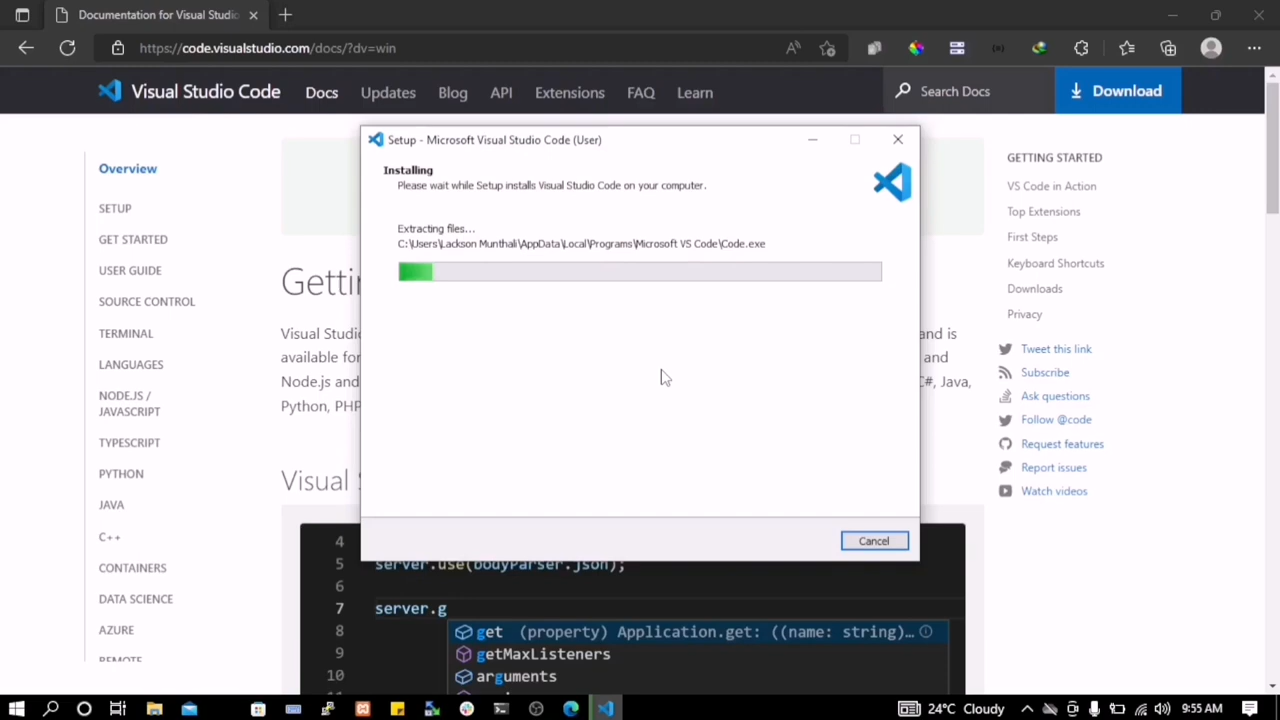 Documentation for Visual Studio
https://code.visualstudio.com/docs/?dv=win
Visual Studio Code
Docs
Updates
Blog
API
Extensions
FAQ
Learn
Search Docs
Download
Overview
SETUP
GET STARTED
USER GUIDE
SOURCE CONTROL
TERMINAL
LANGUAGES
NODE.JS /
JAVASCRIPT
TYPESCRIPT
PYTHON
JAVA
C++
CONTAINERS
DATA SCIENCE
AZURE
REMOTE
Setup - Microsoft Visual Studio Code (User)
Installing
Please wait while Setup installs Visual Studio Code on your computer.
Extracting files...
C:\Users\Lackson Munthali\AppData\Local\Programs\Microsoft VS Code\Code.exe
Cancel
Getti
Visual Studi
and is
available for
and
Node.js and
C#, Java,
Python, PHP
Visual S
4
5 server.use(bodyParser.json);
6
7 server.g
8 get (property) Application.get: ((name: string)…
9 getMaxListeners
10 arguments
GETTING STARTED
VS Code in Action
Top Extensions
First Steps
Keyboard Shortcuts
Downloads
Privacy
Tweet this link
Subscribe
Ask questions
Follow @code
Request features
Report issues
Watch videos
24°C Cloudy
9:55 AM